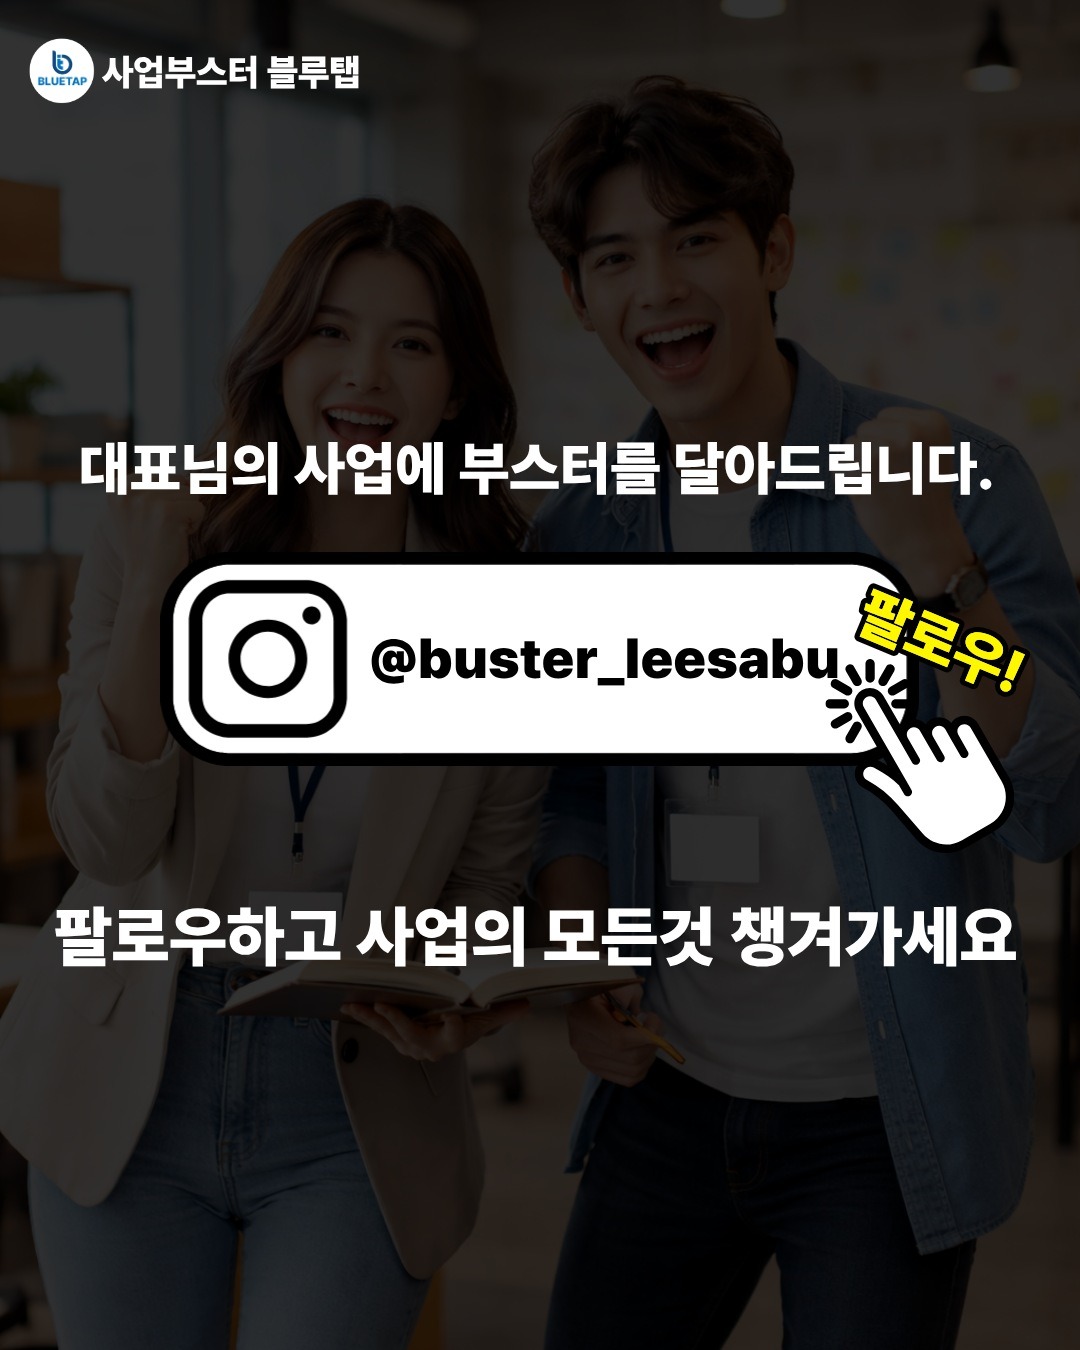 BLUETAP
사업부스터 블루탭
대표님의 사업에 부스터를 달아드립니다.
@buster_leesabu
팔로우!
팔로우하고 사업의 모든것 챙겨가세요